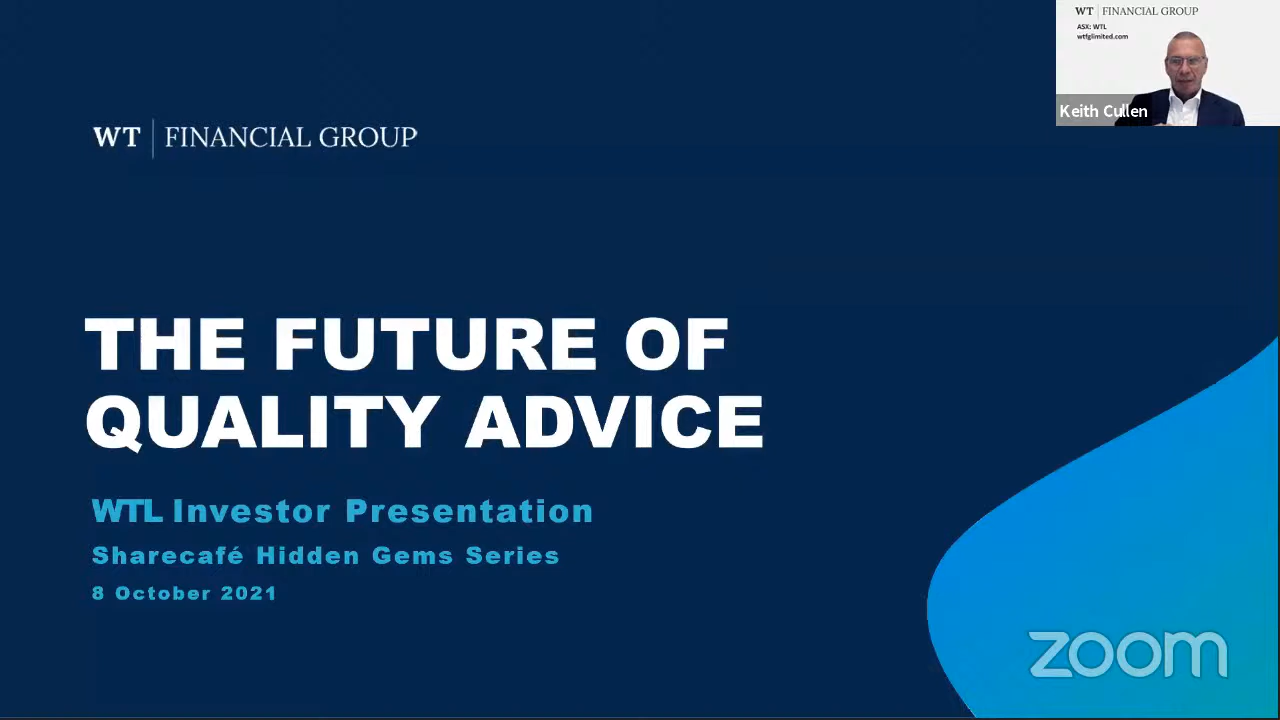 WT | FINANCIAL GROUP
ASX: WTL
wtfglimited.com
Keith Cullen
WT | FINANCIAL GROUP
THE FUTURE OF
QUALITY ADVICE
WTL Investor Presentation
Sharecafé Hidden Gems Series
8 October 2021
zoom